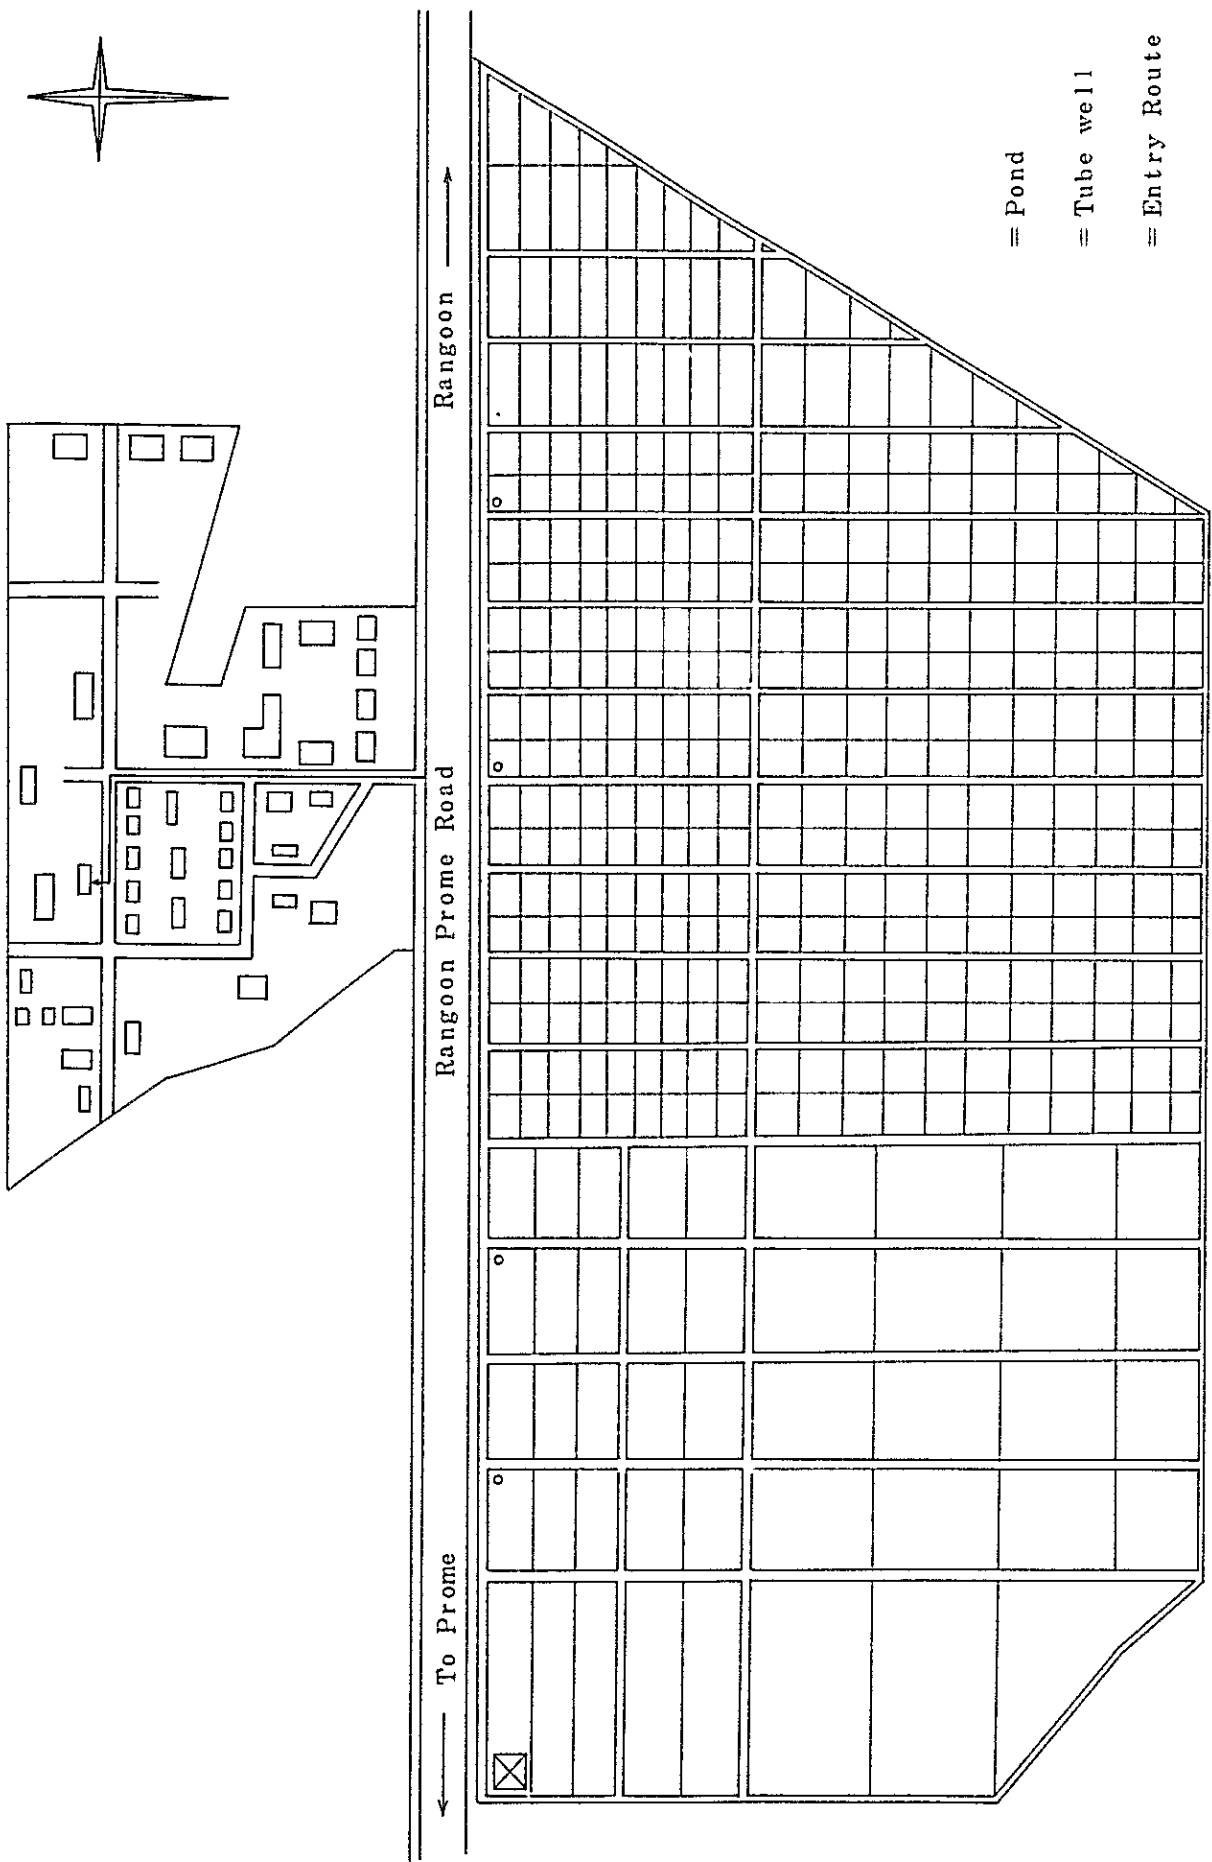 To Prome
Rangoon Prome Road
Rangoon
= Pond
= Tube well
= Entry Route